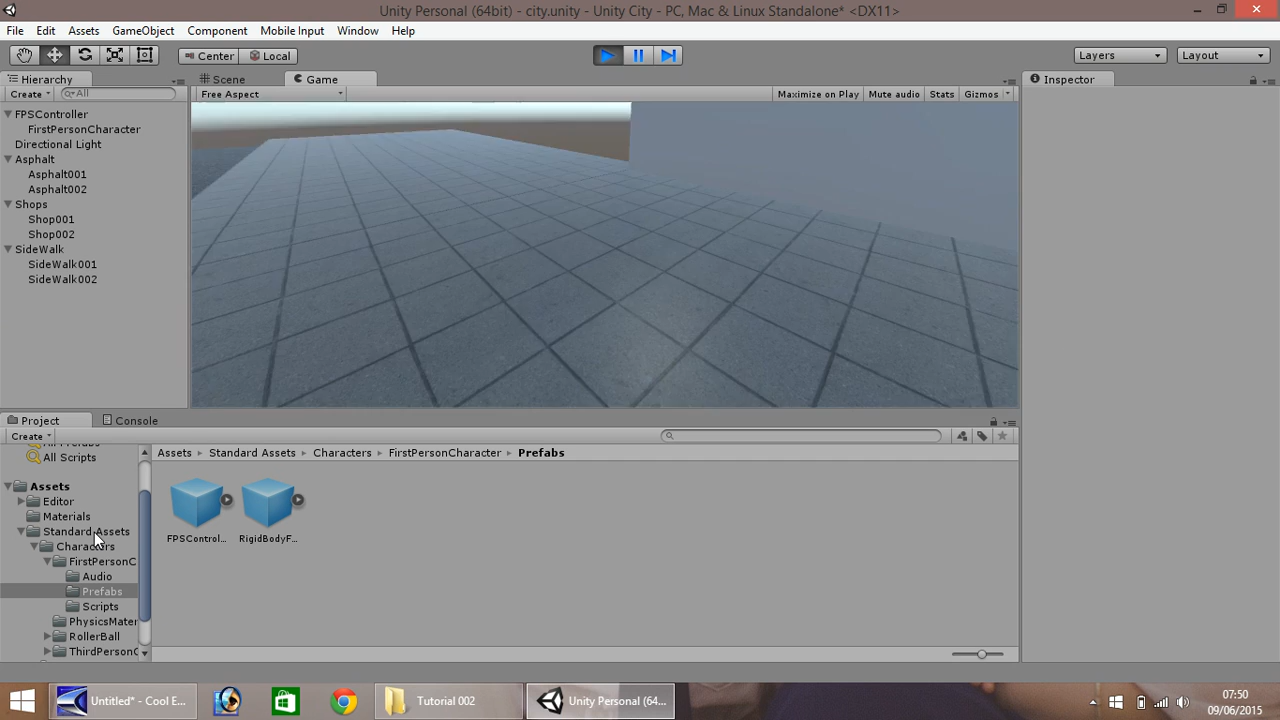 Unity Personal (64bit) - city.unity - Unity City - PC, Mac & Linux Standalone* <DX11>
File Edit Assets GameObject Component Mobile Input Window Help
Center Local Layers Layout
Hierarchy Scene Game Inspector
Create All Free Aspect Maximize on Play Mute audio Stats Gizmos
FPSController
FirstPersonCharacter
Directional Light
Asphalt
Asphalt001
Asphalt002
Shops
Shop001
Shop002
SideWalk
SideWalk001
SideWalk002
Project Console
Create
All Scripts
Assets Standard Assets Characters FirstPersonCharacter Prefabs
Assets
Editor
Materials
Standard Assets
Characters
FirstPersonC
Audio
Prefabs
Scripts
PhysicsMater
RollerBall
ThirdPersonC
FPSControl... RigidBodyF...
Untitled* - Cool E... Tutorial 002 Unity Personal (64...
07:50
09/06/2015